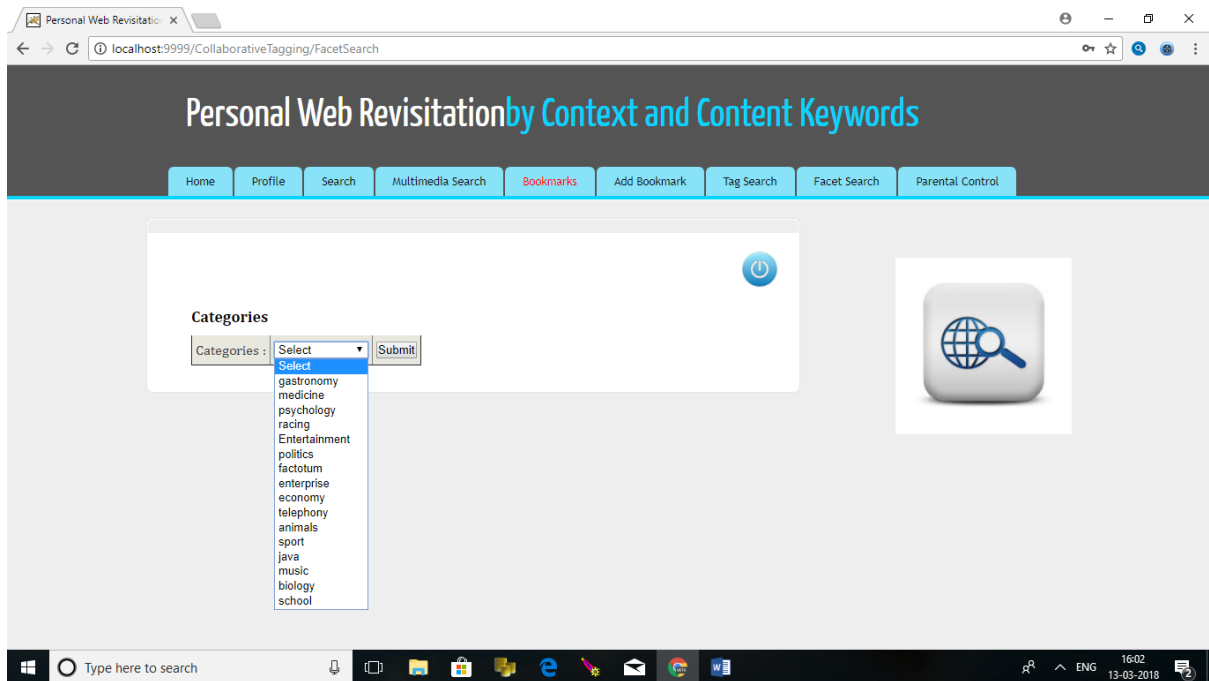 Personal Web Revisitatio
localhost:9999/CollaborativeTagging/FacetSearch
Personal Web Revisitationby Context and Content Keywords
Home Profile Search Multimedia Search Bookmarks Add Bookmark Tag Search Facet Search Parental Control
Categories
Categories : Select Submit
Select
gastronomy
medicine
psychology
racing
Entertainment
politics
factotum
enterprise
economy
telephony
animals
sport
java
music
biology
school
Type here to search
ENG
16:02
13-03-2018
2